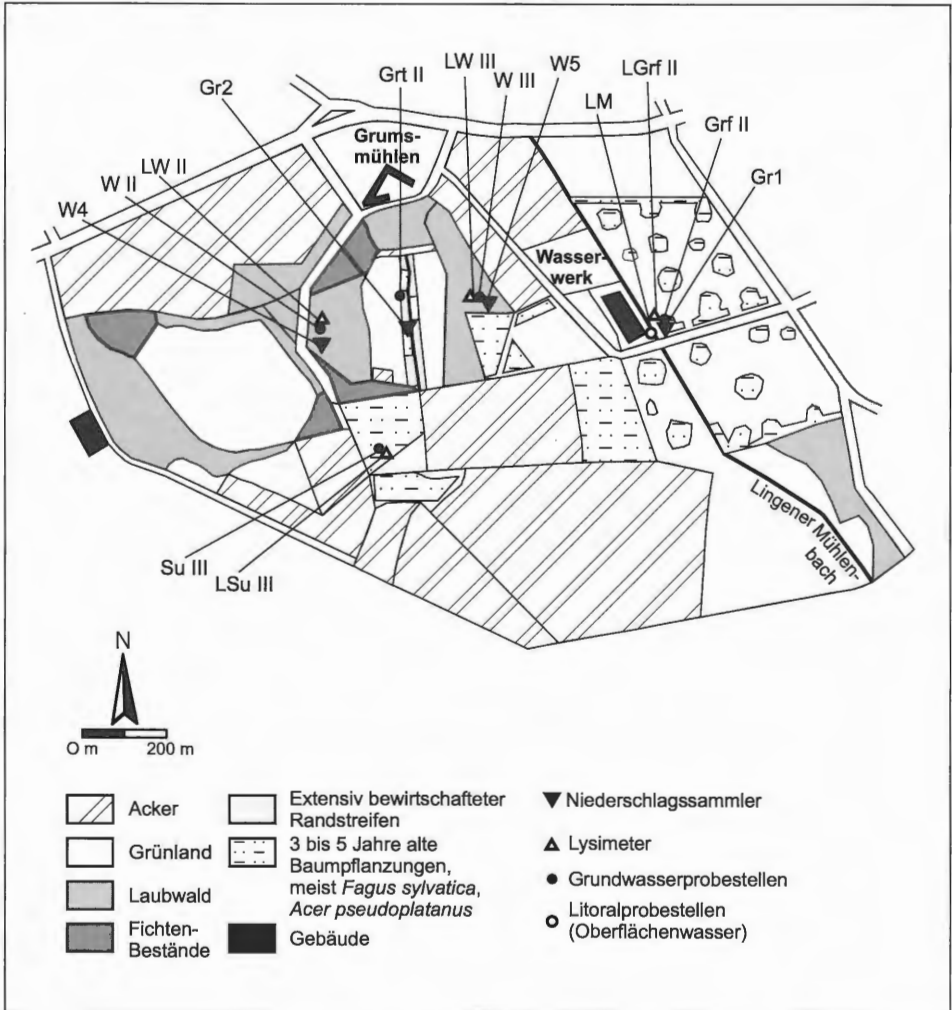 LW III
W III
W5
LGrf II
Grt II
LM
Gr2
Grf II
Grums-
mühlen
Gr1
LW II
W II
W4
Wasser-
werk
Lingener Mühlen-
bach
Su III
LSu III
N
O m 200 m
Acker
Grünland
Laubwald
Fichten-
Bestände
Extensiv bewirtschafteter
Randstreifen
3 bis 5 Jahre alte
Baumpflanzungen,
meist Fagus sylvatica,
Acer pseudoplatanus
Gebäude
Niederschlagssammler
Lysimeter
Grundwasserprobestellen
Litoralprobestellen
(Oberflächenwasser)